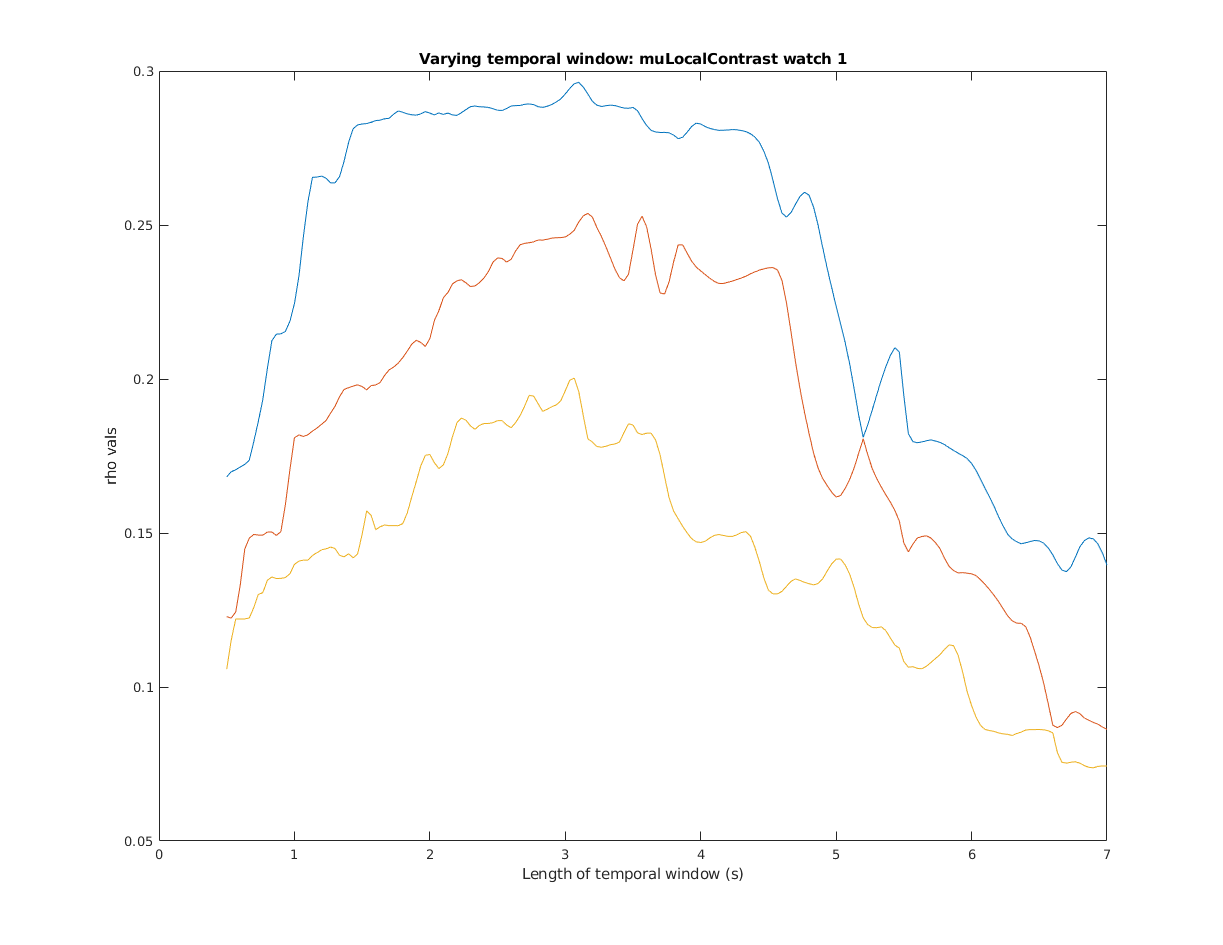 Varying temporal window: muLocalContrast watch 1
0.3
0.25
0.2
0.15
0.1
0.05
rho vals
0 1 2 3 4 5 6 7
Length of temporal window (s)